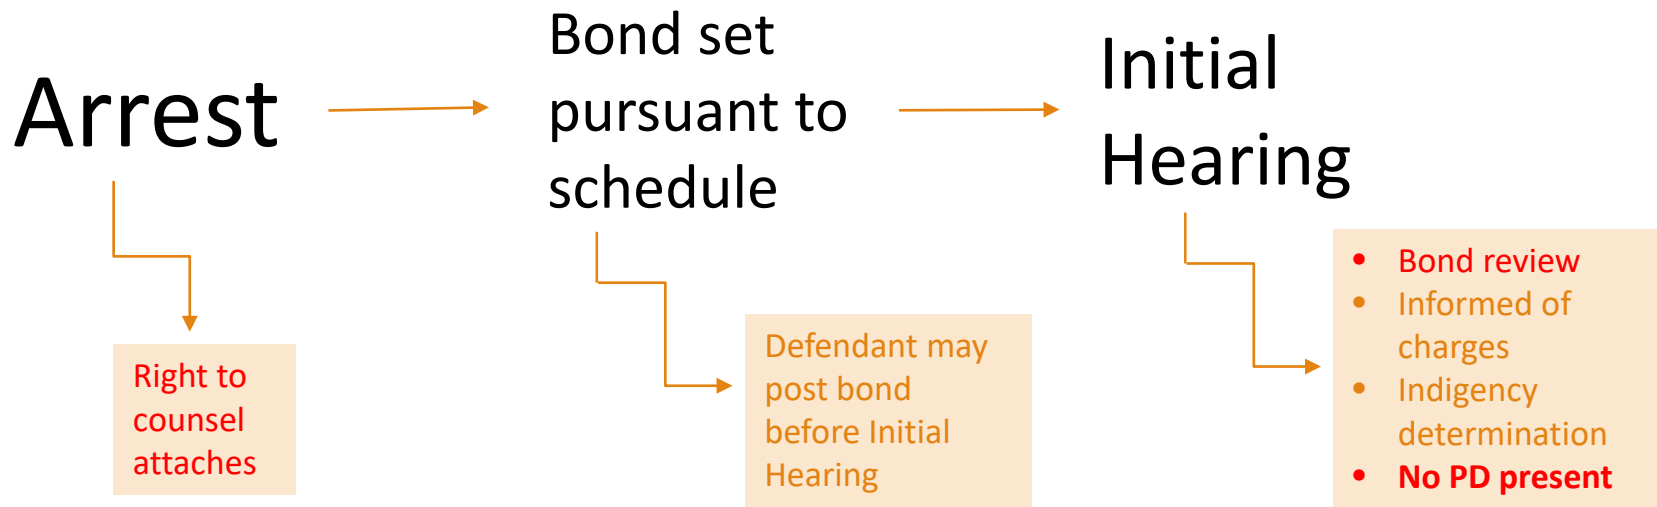 Arrest
Bond set
pursuant to
schedule
Initial
Hearing
Right to
counsel
attaches
Defendant may
post bond
before Initial
Hearing
• Bond review
• Informed of
charges
• Indigency
determination
• No PD present